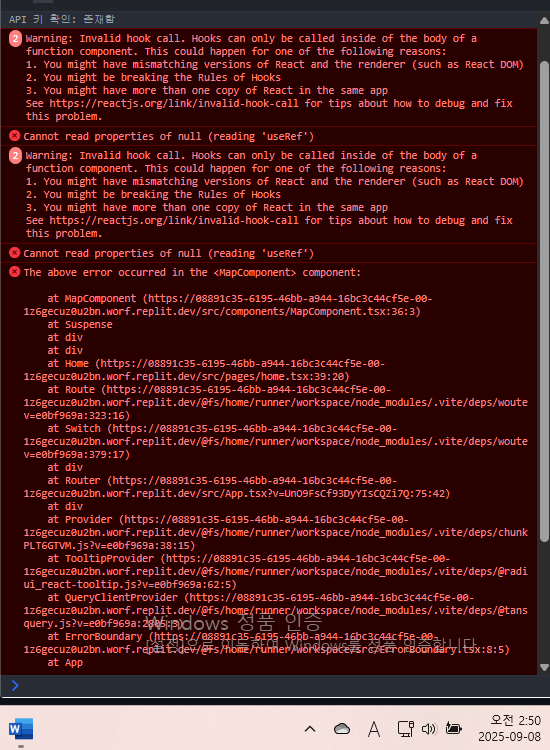 API 키 확인: 존재함
2 Warning: Invalid hook call. Hooks can only be called inside of the body of a
function component. This could happen for one of the following reasons:
1. You might have mismatching versions of React and the renderer (such as React DOM)
2. You might be breaking the Rules of Hooks
3. You might have more than one copy of React in the same app
See https://reactjs.org/link/invalid-hook-call for tips about how to debug and fix
this problem.
Cannot read properties of null (reading 'useRef')
2 Warning: Invalid hook call. Hooks can only be called inside of the body of a
function component. This could happen for one of the following reasons:
1. You might have mismatching versions of React and the renderer (such as React DOM)
2. You might be breaking the Rules of Hooks
3. You might have more than one copy of React in the same app
See https://reactjs.org/link/invalid-hook-call for tips about how to debug and fix
this problem.
Cannot read properties of null (reading 'useRef')
The above error occurred in the <MapComponent> component:
at MapComponent (https://08891c35-6195-46bb-a944-16bc3c44cf5e-00-
1z6gecuz0u2bn.worf.replit.dev/src/components/MapComponent.tsx:36:3)
at Suspense
at div
at div
at Home (https://08891c35-6195-46bb-a944-16bc3c44cf5e-00-
1z6gecuz0u2bn.worf.replit.dev/src/pages/home.tsx:39:20)
at Route (https://08891c35-6195-46bb-a944-16bc3c44cf5e-00-
1z6gecuz0u2bn.worf.replit.dev/@fs/home/runner/workspace/node_modules/.vite/deps/woute
v=e0bf969a:323:16)
at Switch (https://08891c35-6195-46bb-a944-16bc3c44cf5e-00-
1z6gecuz0u2bn.worf.replit.dev/@fs/home/runner/workspace/node_modules/.vite/deps/woute
v=e0bf969a:379:17)
at div
at Router (https://08891c35-6195-46bb-a944-16bc3c44cf5e-00-
1z6gecuz0u2bn.worf.replit.dev/src/App.tsx?v=UnO9FsCf93DyYIsCQZi7Q:75:42)
at div
at Provider (https://08891c35-6195-46bb-a944-16bc3c44cf5e-00-
1z6gecuz0u2bn.worf.replit.dev/@fs/home/runner/workspace/node_modules/.vite/deps/chunk
PLT6GTVM.js?v=e0bf969a:38:15)
at TooltipProvider (https://08891c35-6195-46bb-a944-16bc3c44cf5e-00-
1z6gecuz0u2bn.worf.replit.dev/@fs/home/runner/workspace/node_modules/.vite/deps/@radi
ui_react-tooltip.js?v=e0bf969a:62:5)
at QueryClientProvider (https://08891c35-6195-46bb-a944-16bc3c44cf5e-00-
1z6gecuz0u2bn.worf.replit.dev/@fs/home/runner/workspace/node_modules/.vite/deps/@tans
query.js?v=e0bf969a:2805:3)
Windows 정품 인증
at ErrorBoundary (https://08891c35-6195-46bb-a944-16bc3c44cf5e-00-
1z6gecuz0u2bn.worf.replit.dev/@fs/home/runner/workspace/src/ErrorBoundary.tsx:8:5)
[설정]으로 이동하여 Windows를 정품 인증합니다.
at App
W
A
오전 2:50
2025-09-08